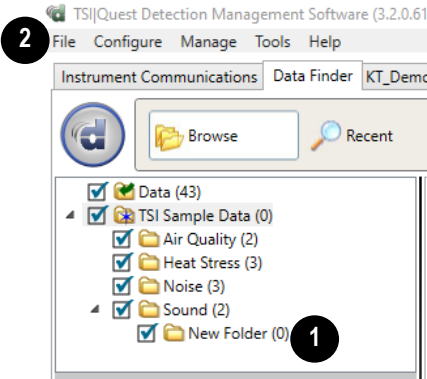 TSI|Quest Detection Management Software (3.2.0.61
2
File Configure Manage Tools Help
Instrument Communications Data Finder KT_Demo
d Browse Recent
Data (43)
TSI Sample Data (0)
Air Quality (2)
Heat Stress (3)
Noise (3)
Sound (2)
New Folder (0) 1